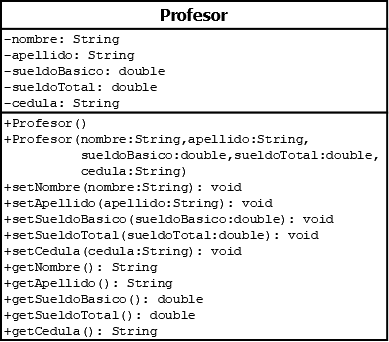 Profesor
-nombre: String
-apellido: String
-sueldoBasico: double
-sueldoTotal: double
-cedula: String
+Profesor()
+Profesor(nombre:String,apellido:String,
sueldoBasico:double,sueldoTotal:double,
cedula:String)
+setNombre(nombre:String): void
+setApellido(apellido:String): void
+setSueldoBasico(sueldoBasico:double): void
+setSueldoTotal(sueldoTotal:double): void
+setCedula(cedula:String): void
+getNombre(): String
+getApellido(): String
+getSueldoBasico(): double
+getSueldoTotal(): double
+getCedula(): String